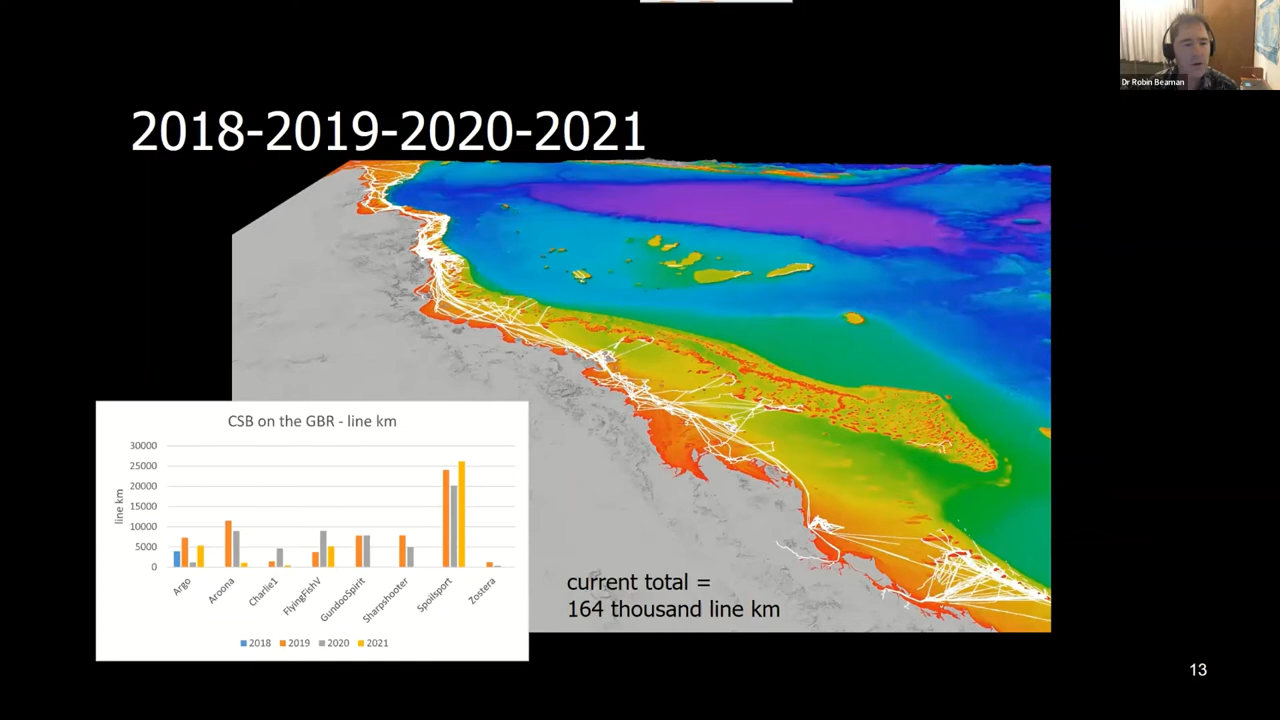 Dr Robin Beaman
2018-2019-2020-2021
CSB on the GBR - line km
line km
30000
25000
20000
15000
10000
5000
0
Argo
Aroona
Charlie1
FlyingFishV
GundooSpirit
Sharpshooter
Spoilsport
Zostera
2018 2019 2020 2021
current total =
164 thousand line km
13